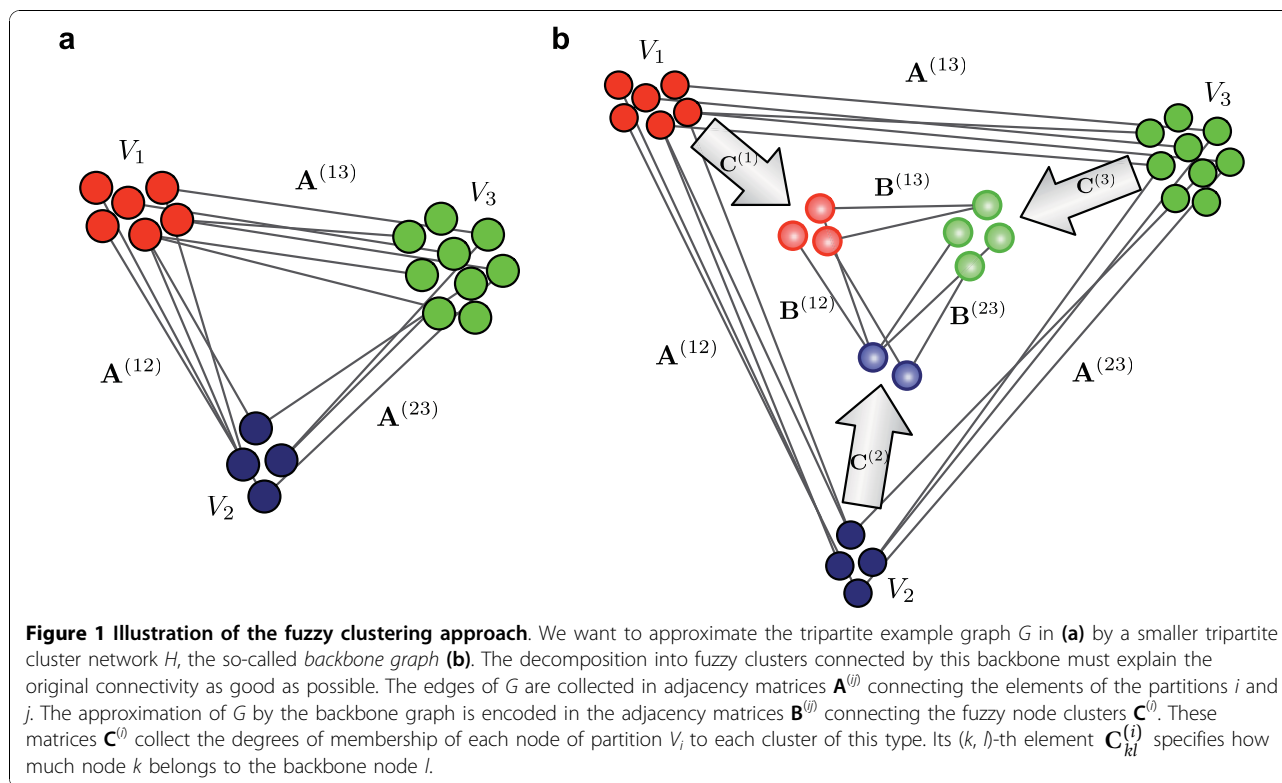 a
b
V₁
A⁽¹³⁾
V₃
A⁽¹²⁾
A⁽²³⁾
V₂
V₁
A⁽¹³⁾
V₃
C⁽¹⁾
C⁽³⁾
B⁽¹³⁾
B⁽¹²⁾
B⁽²³⁾
A⁽¹²⁾
A⁽²³⁾
C⁽²⁾
V₂
Figure 1 Illustration of the fuzzy clustering approach. We want to approximate the tripartite example graph G in (a) by a smaller tripartite
cluster network H, the so-called backbone graph (b). The decomposition into fuzzy clusters connected by this backbone must explain the
original connectivity as good as possible. The edges of G are collected in adjacency matrices A⁽ⁱʲ⁾ connecting the elements of the partitions i and
j. The approximation of G by the backbone graph is encoded in the adjacency matrices B⁽ⁱʲ⁾ connecting the fuzzy node clusters C⁽ⁱ⁾. These
matrices C⁽ⁱ⁾ collect the degrees of membership of each node of partition Vᵢ to each cluster of this type. Its (k, l)-th element C⁽ⁱ⁾ₖₗ specifies how
much node k belongs to the backbone node l.